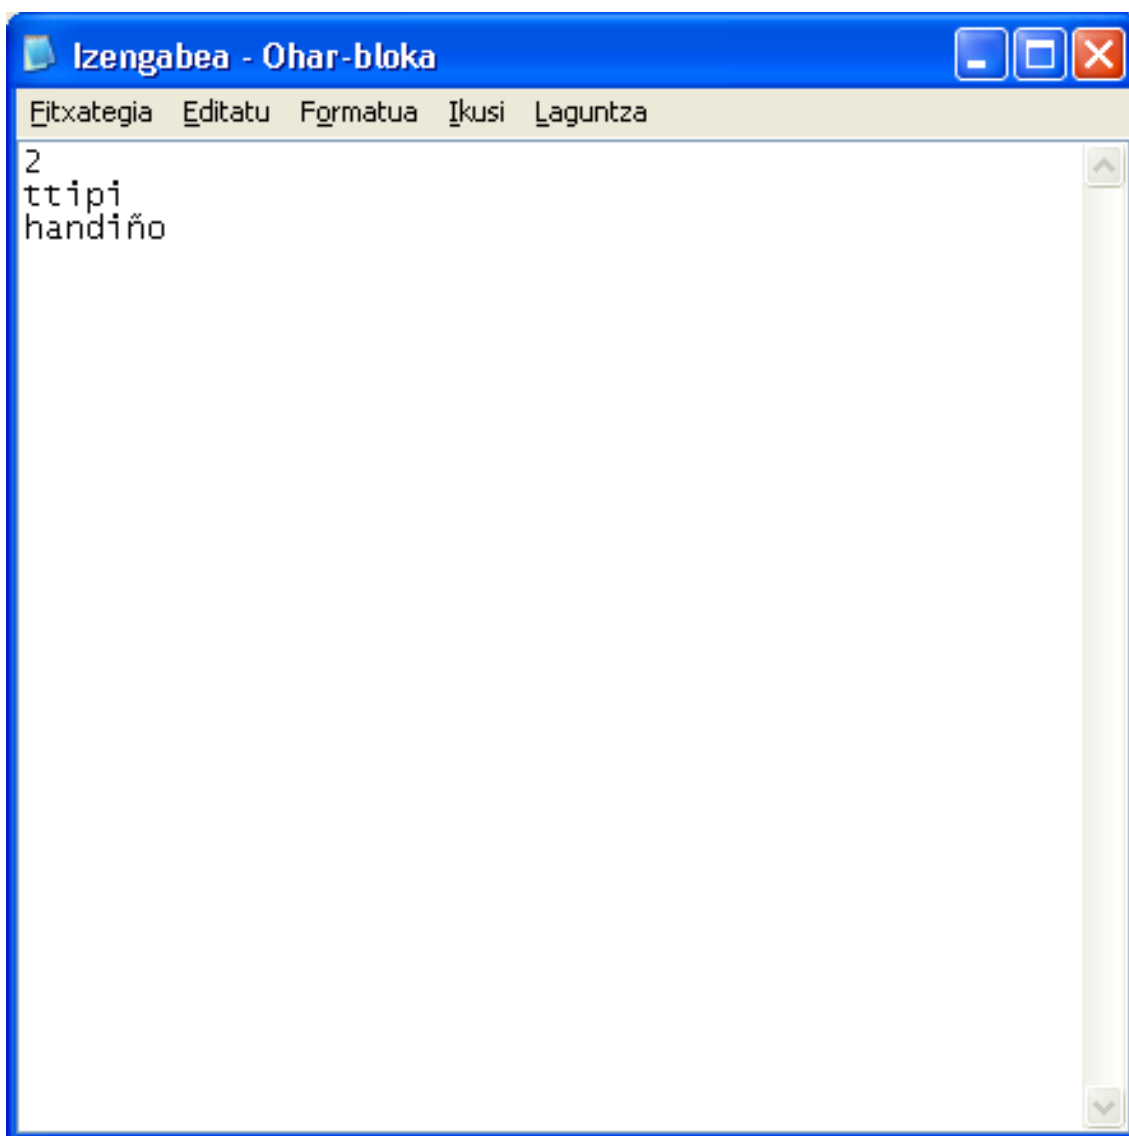 Izengabea - Ohar-bloka
Fitxategia Editatu Formatua Ikusi Laguntza
2
ttipi
handiño